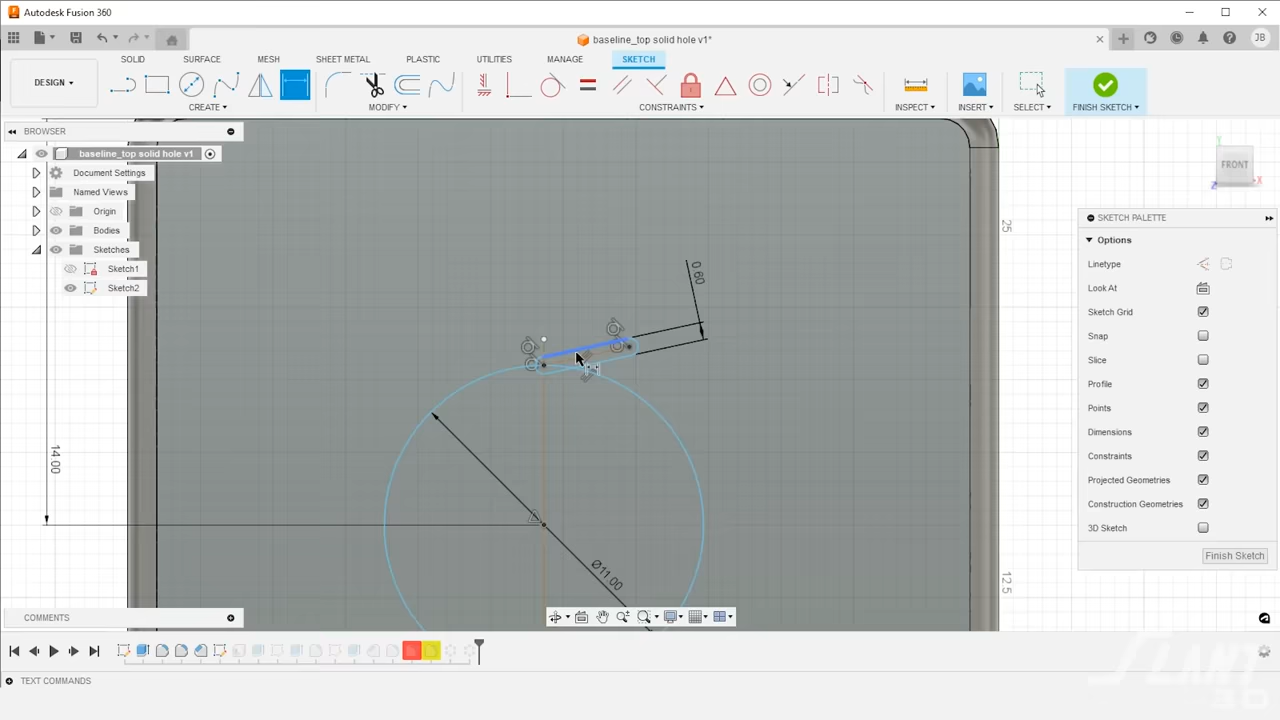 Autodesk Fusion 360
baseline_top solid hole v1*
JB
DESIGN
SOLID SURFACE MESH SHEET METAL PLASTIC UTILITIES MANAGE SKETCH
CREATE MODIFY CONSTRAINTS INSPECT INSERT SELECT FINISH SKETCH
BROWSER
baseline_top solid hole v1
Document Settings
Named Views
Origin
Bodies
Sketches
Sketch1
Sketch2
FRONT
Y
X
Z
25
0.60
14.00
Ø11.00
12.5
SKETCH PALETTE
Options
Linetype
Look At
Sketch Grid
Snap
Slice
Profile
Points
Dimensions
Constraints
Projected Geometries
Construction Geometries
3D Sketch
Finish Sketch
COMMENTS
TEXT COMMANDS
SLANT
3D